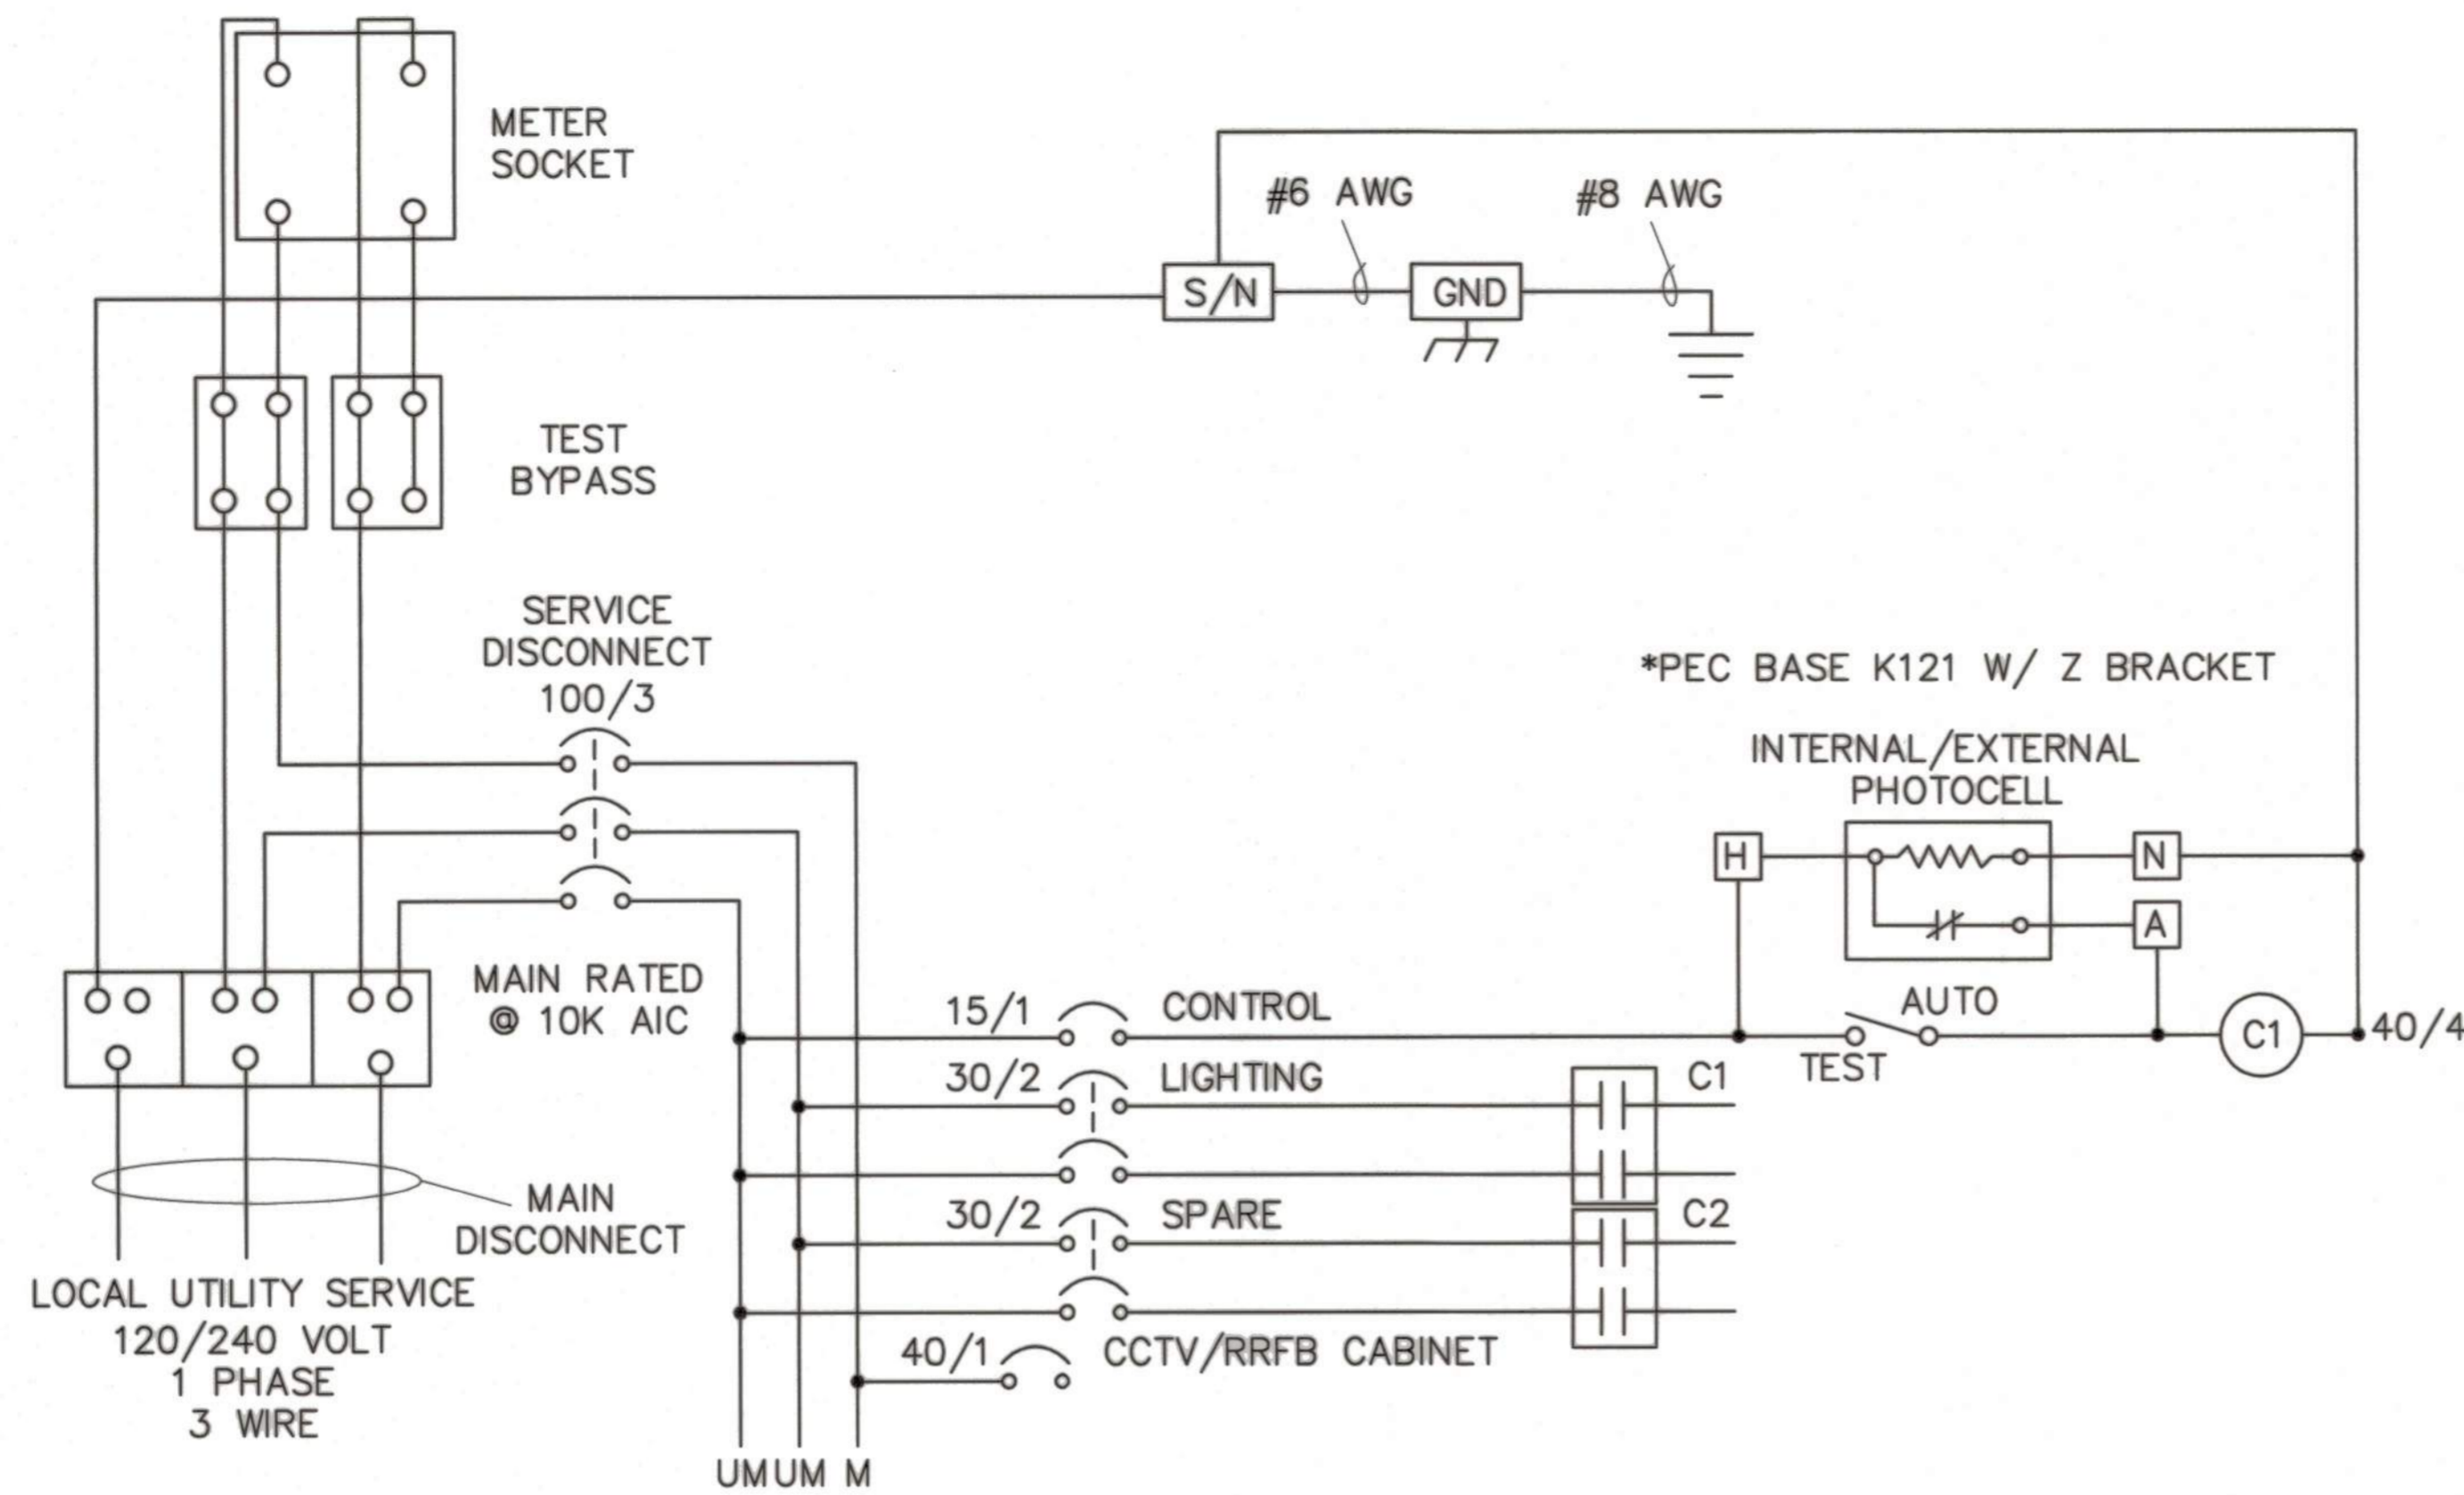 METER
SOCKET
#6 AWG
#8 AWG
S/N
GND
TEST
BYPASS
SERVICE
DISCONNECT
100/3
*PEC BASE K121 W/ Z BRACKET
INTERNAL/EXTERNAL
PHOTOCELL
H
N
A
MAIN RATED
@ 10K AIC
15/1
CONTROL
AUTO
TEST
C1
40/4
30/2
LIGHTING
C1
30/2
SPARE
C2
MAIN
DISCONNECT
LOCAL UTILITY SERVICE
120/240 VOLT
1 PHASE
3 WIRE
40/1
CCTV/RRFB CABINET
UM UM M